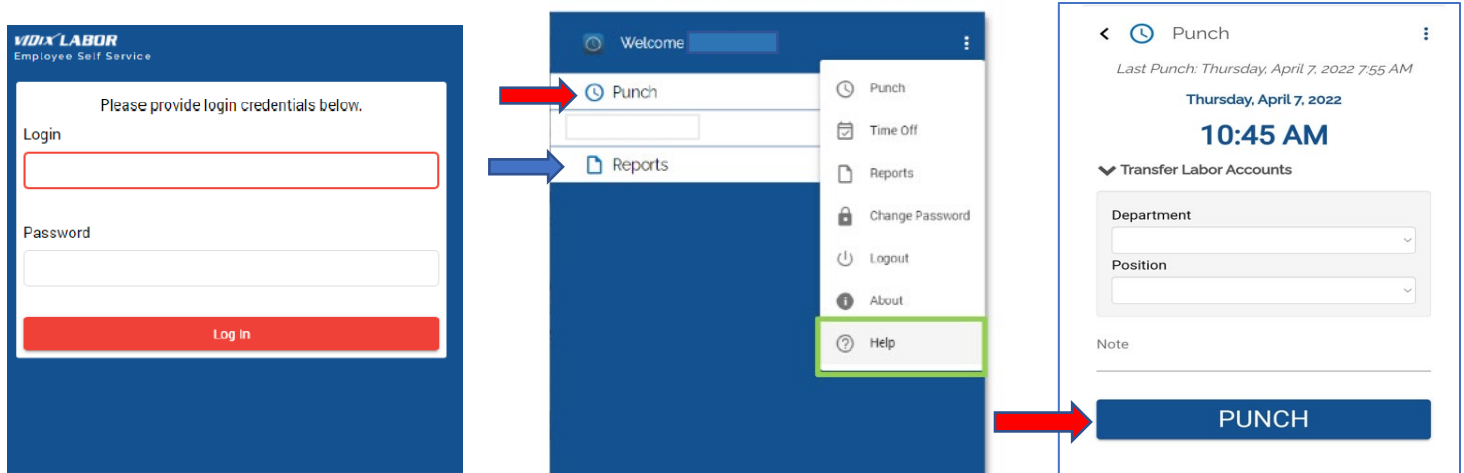 VIDIX LABOR
Employee Self Service
Please provide login credentials below.
Login
Password
Log In
Welcome
Punch
Reports
Punch
Time Off
Reports
Change Password
Logout
About
Help
Punch
Last Punch: Thursday, April 7, 2022 7:55 AM
Thursday, April 7, 2022
10:45 AM
Transfer Labor Accounts
Department
Position
Note
PUNCH